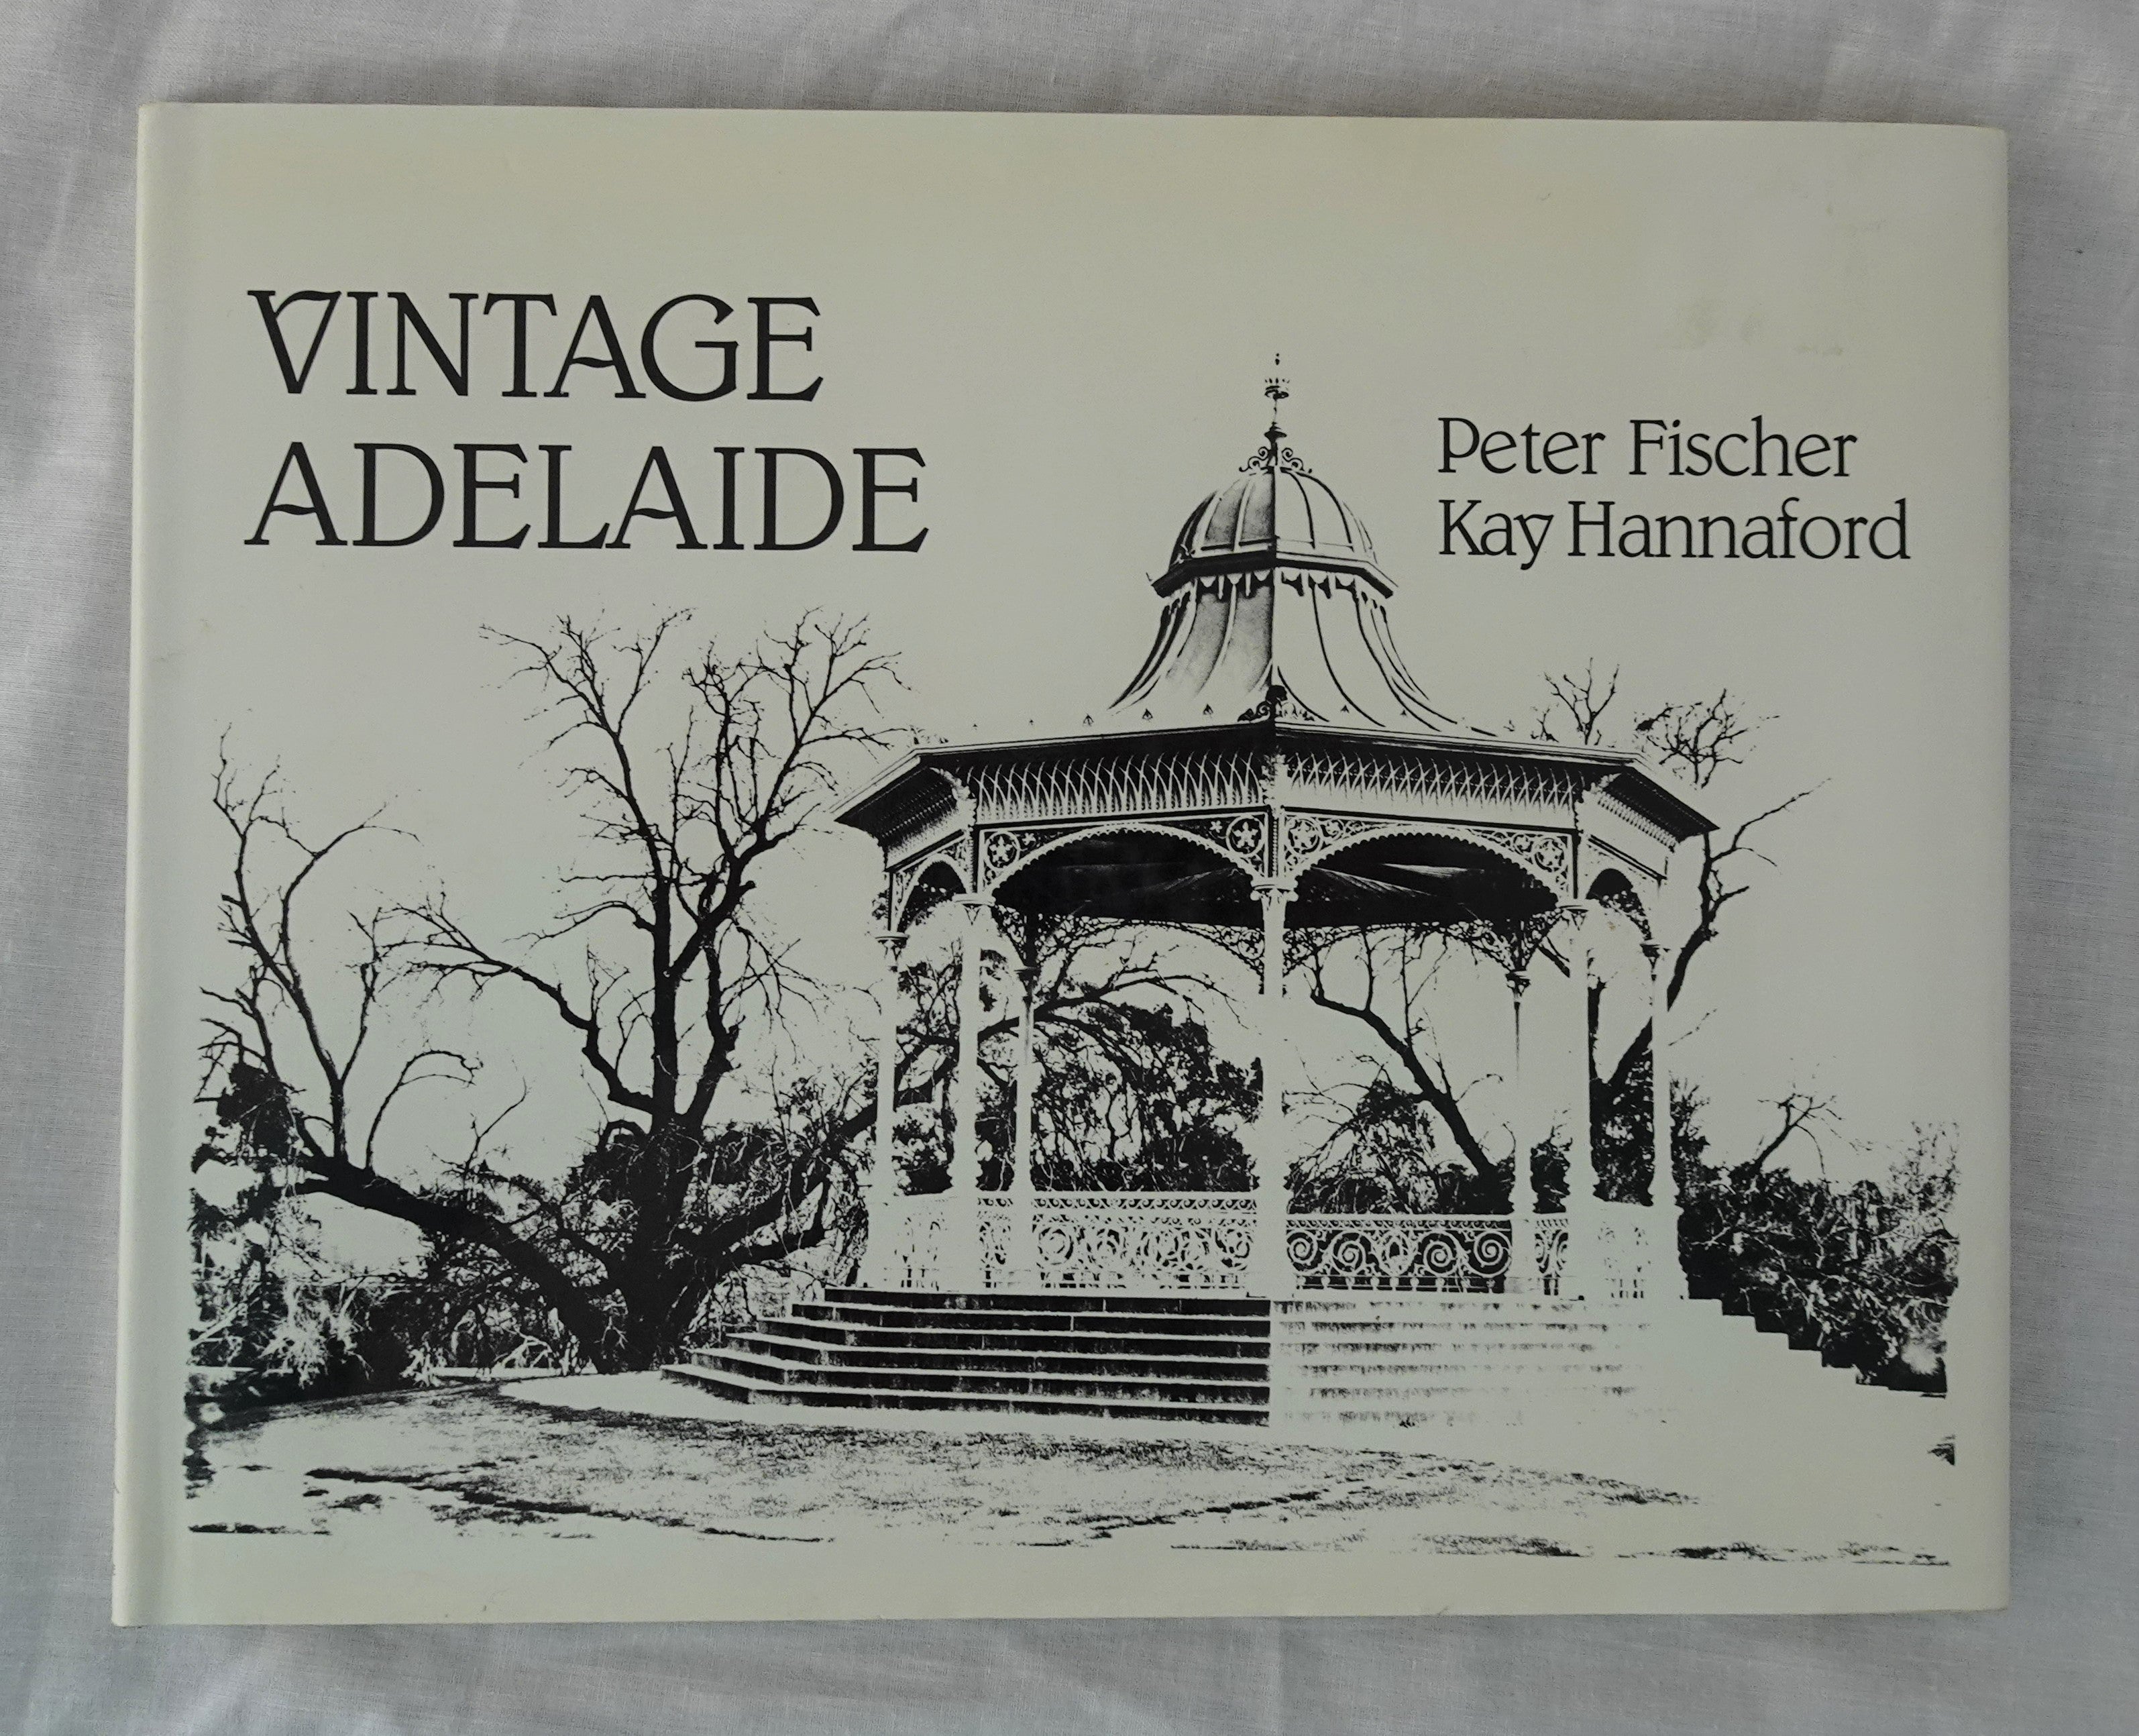 VINTAGE
ADELAIDE
Peter Fischer
Kay Hannaford